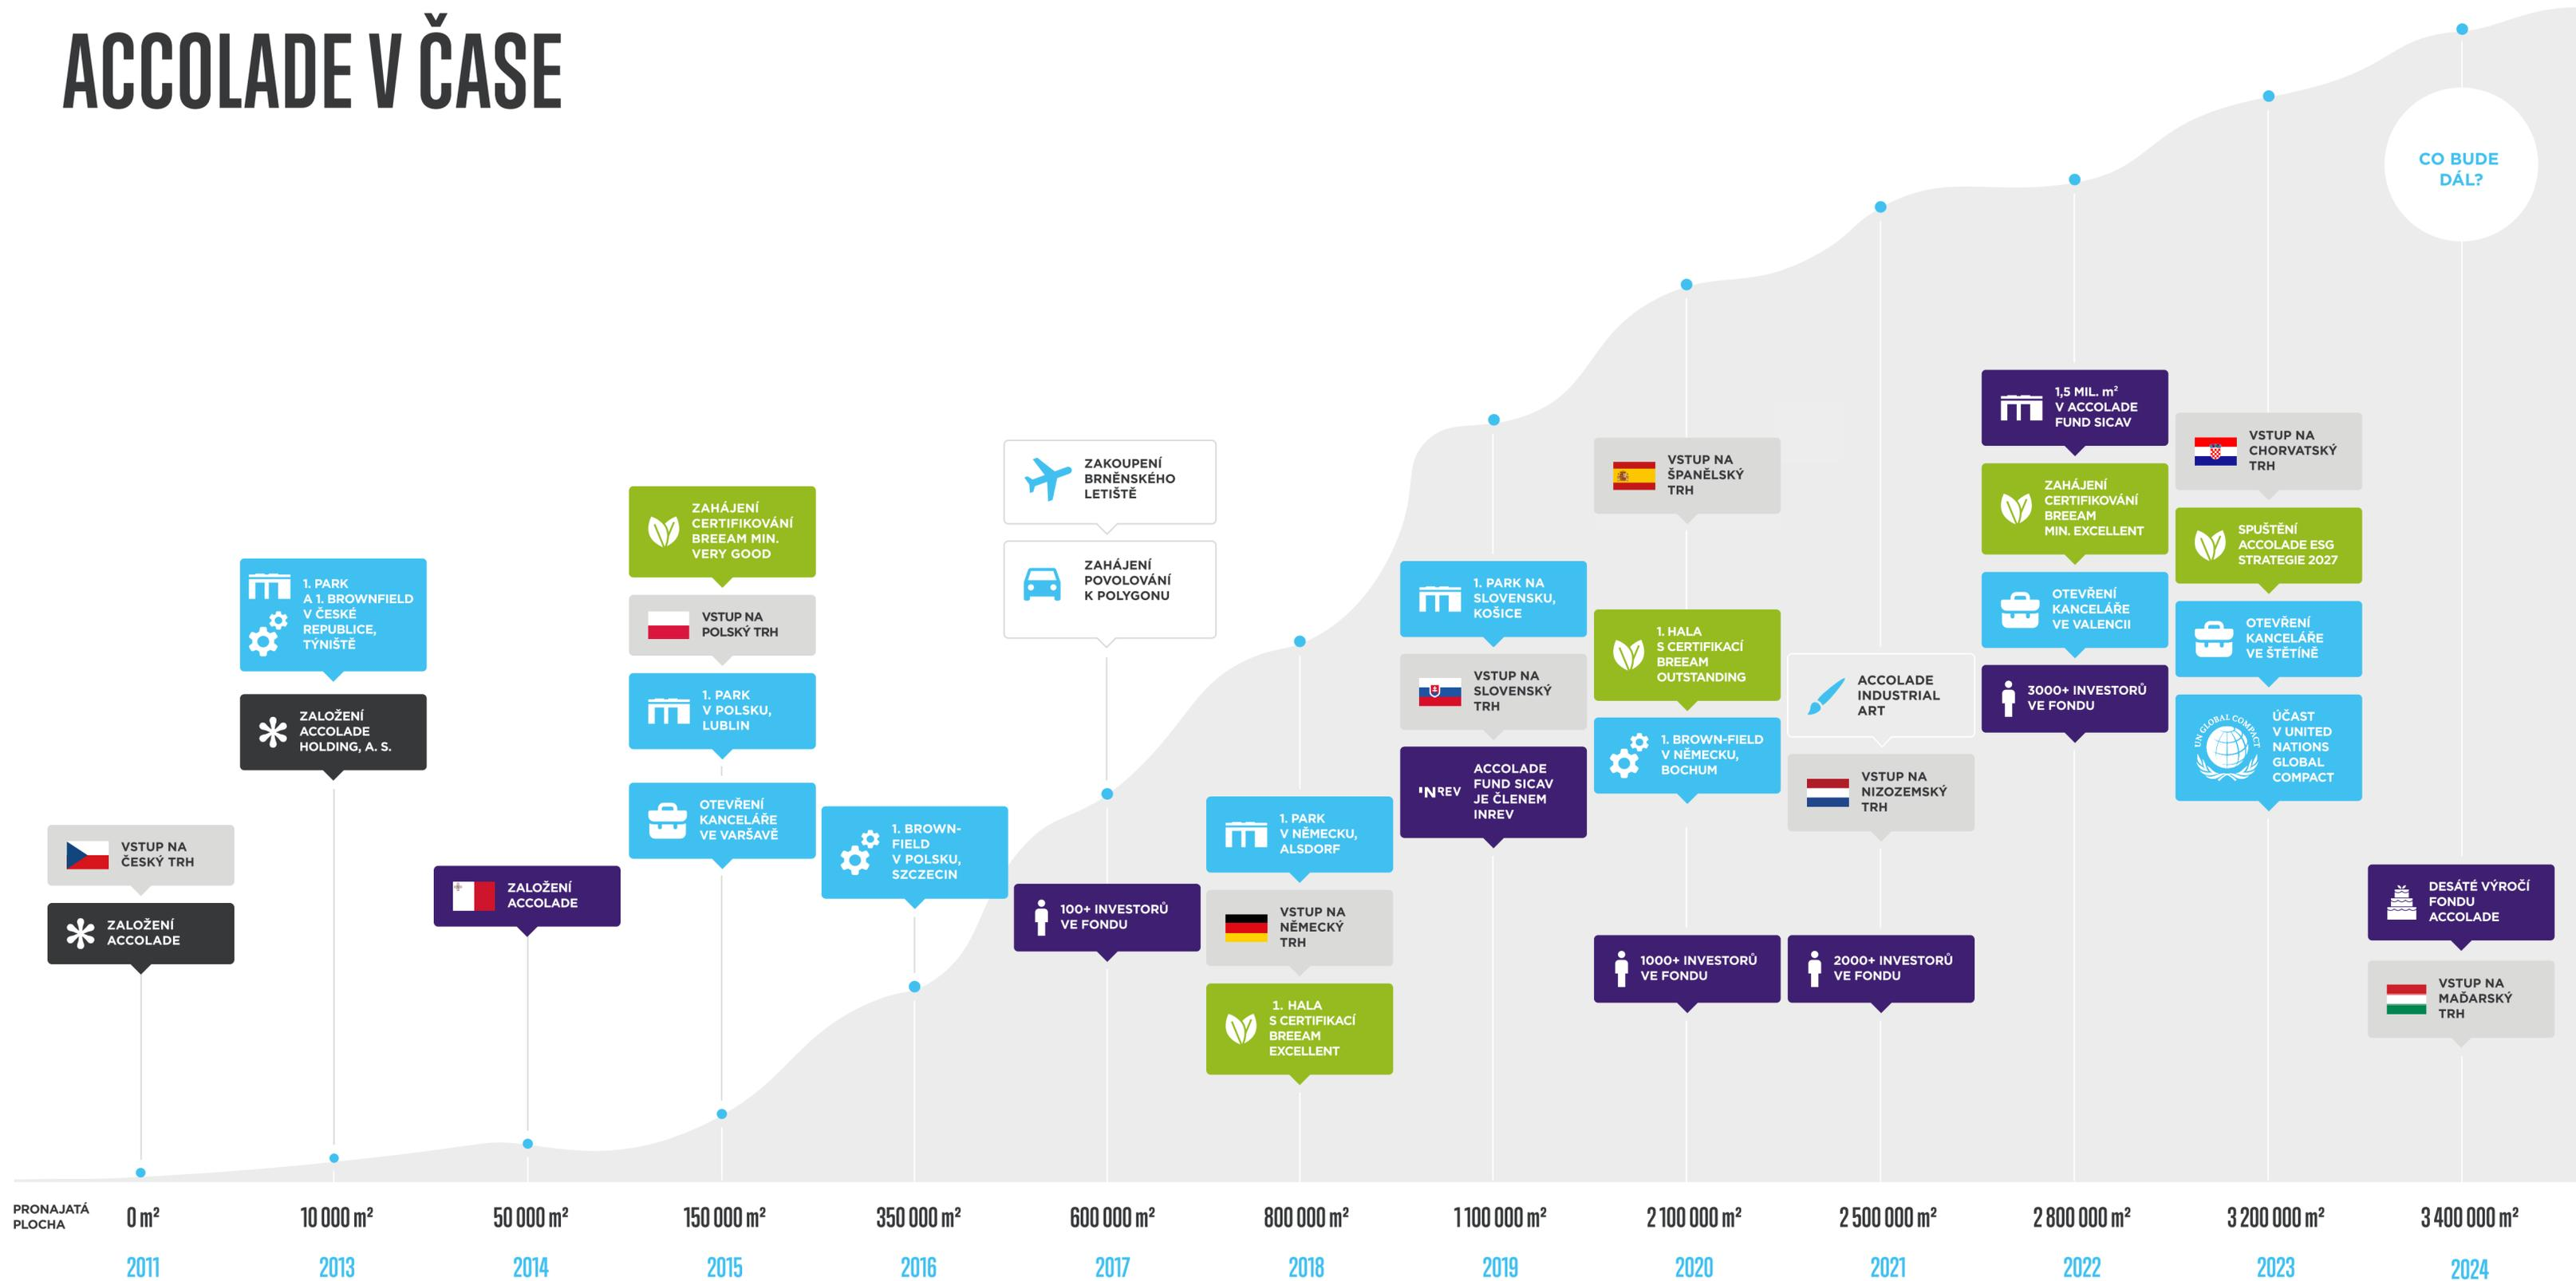 ACCOLADE V ČASE
VSTUP NA
ČESKÝ TRH
ZALOŽENÍ
ACCOLADE
1. PARK
A 1. BROWNFIELD
V ČESKÉ
REPUBLICE,
TÝNIŠTĚ
ZALOŽENÍ
ACCOLADE
HOLDING, A. S.
ZALOŽENÍ
ACCOLADE
ZAHÁJENÍ
CERTIFIKOVÁNÍ
BREEAM MIN.
VERY GOOD
VSTUP NA
POLSKÝ TRH
1. PARK
V POLSKU,
LUBLIN
OTEVŘENÍ
KANCELÁŘE
VE VARŠAVĚ
1. BROWN-
FIELD
V POLSKU,
SZCZECIN
ZAKOUPENÍ
BRNĚNSKÉHO
LETIŠTĚ
ZAHÁJENÍ
POVOLOVÁNÍ
K POLYGONU
100+ INVESTORŮ
VE FONDU
1. PARK
V NĚMECKU,
ALSDORF
VSTUP NA
NĚMECKÝ
TRH
1. HALA
S CERTIFIKACÍ
BREEAM
EXCELLENT
1. PARK NA
SLOVENSKU,
KOŠICE
VSTUP NA
SLOVENSKÝ
TRH
INREV
ACCOLADE
FUND SICAV
JE ČLENEM
INREV
VSTUP NA
ŠPANĚLSKÝ
TRH
1. HALA
S CERTIFIKACÍ
BREEAM
OUTSTANDING
1. BROWN-FIELD
V NĚMECKU,
BOCHUM
1000+ INVESTORŮ
VE FONDU
ACCOLADE
INDUSTRIAL
ART
VSTUP NA
NIZOZEMSKÝ
TRH
2000+ INVESTORŮ
VE FONDU
1,5 MIL. m²
V ACCOLADE
FUND SICAV
ZAHÁJENÍ
CERTIFIKOVÁNÍ
BREEAM
MIN. EXCELLENT
OTEVŘENÍ
KANCELÁŘE
VE VALENCII
3000+ INVESTORŮ
VE FONDU
VSTUP NA
CHORVATSKÝ
TRH
SPUŠTĚNÍ
ACCOLADE ESG
STRATEGIE 2027
OTEVŘENÍ
KANCELÁŘE
VE ŠTĚTÍNĚ
UN GLOBAL COMPACT
ÚČAST
V UNITED
NATIONS
GLOBAL
COMPACT
CO BUDE
DÁL?
DESÁTÉ VÝROČÍ
FONDU
ACCOLADE
VSTUP NA
MAĎARSKÝ
TRH
PRONAJATÁ
PLOCHA
0 m² 10 000 m² 50 000 m² 150 000 m² 350 000 m² 600 000 m² 800 000 m² 1 100 000 m² 2 100 000 m² 2 500 000 m² 2 800 000 m² 3 200 000 m² 3 400 000 m²
2011 2013 2014 2015 2016 2017 2018 2019 2020 2021 2022 2023 2024